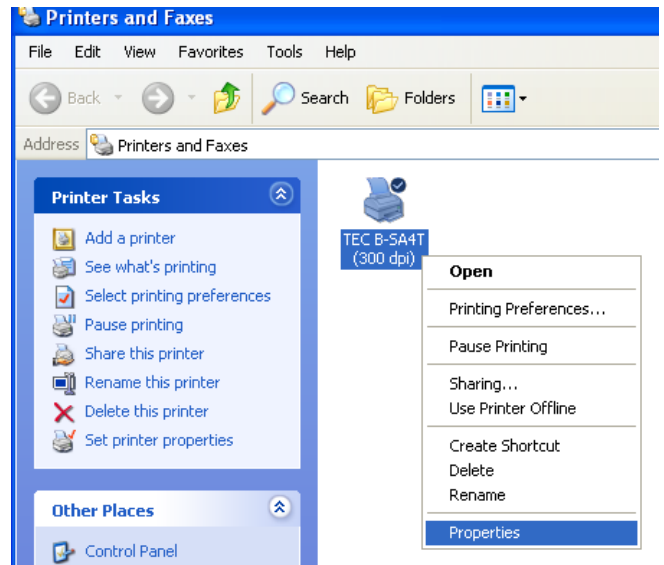 Printers and Faxes
File Edit View Favorites Tools Help
Back Search Folders
Address Printers and Faxes
Printer Tasks
Add a printer
See what's printing
Select printing preferences
Pause printing
Share this printer
Rename this printer
Delete this printer
Set printer properties
Other Places
Control Panel
TEC B-SA4T
(300 dpi)
Open
Printing Preferences...
Pause Printing
Sharing...
Use Printer Offline
Create Shortcut
Delete
Rename
Properties